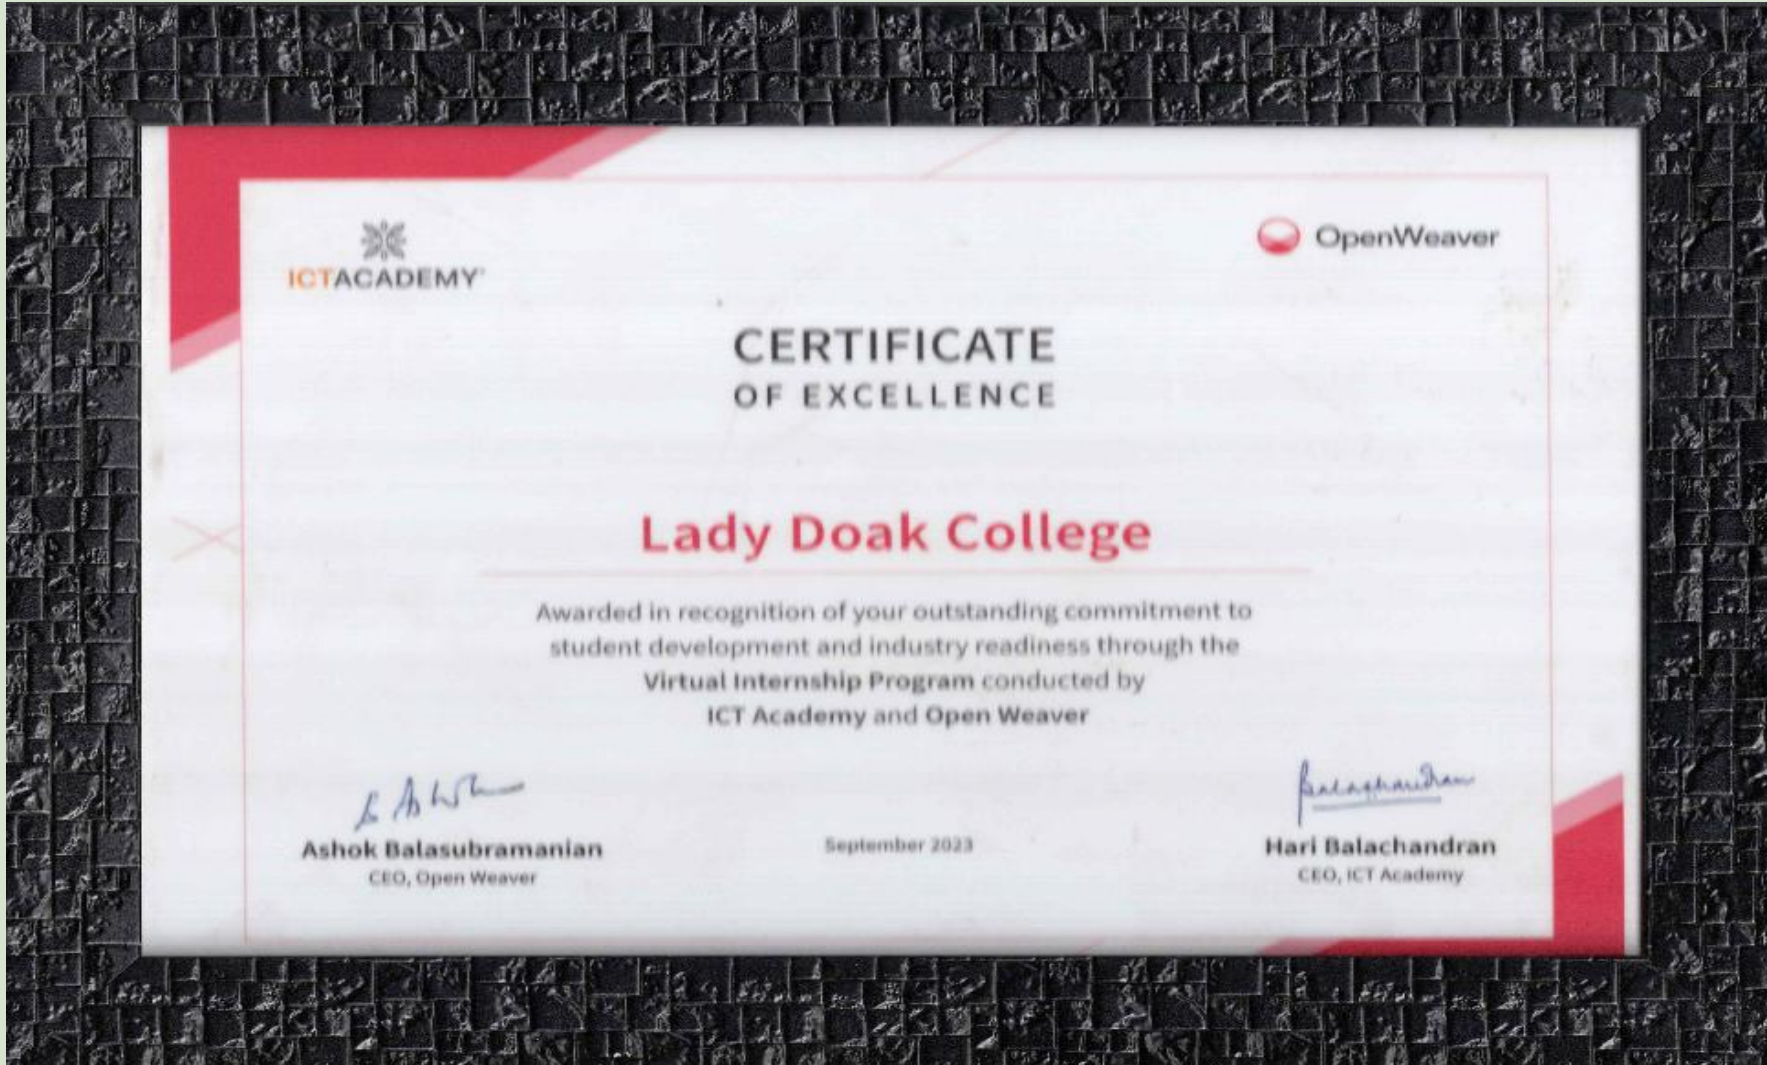 ICTACADEMY
OpenWeaver
CERTIFICATE
OF EXCELLENCE
Lady Doak College
Awarded in recognition of your outstanding commitment to
student development and industry readiness through the
Virtual Internship Program conducted by
ICT Academy and Open Weaver
Ashok Balasubramanian
CEO, Open Weaver
September 2023
Balachandran
Hari Balachandran
CEO, ICT Academy